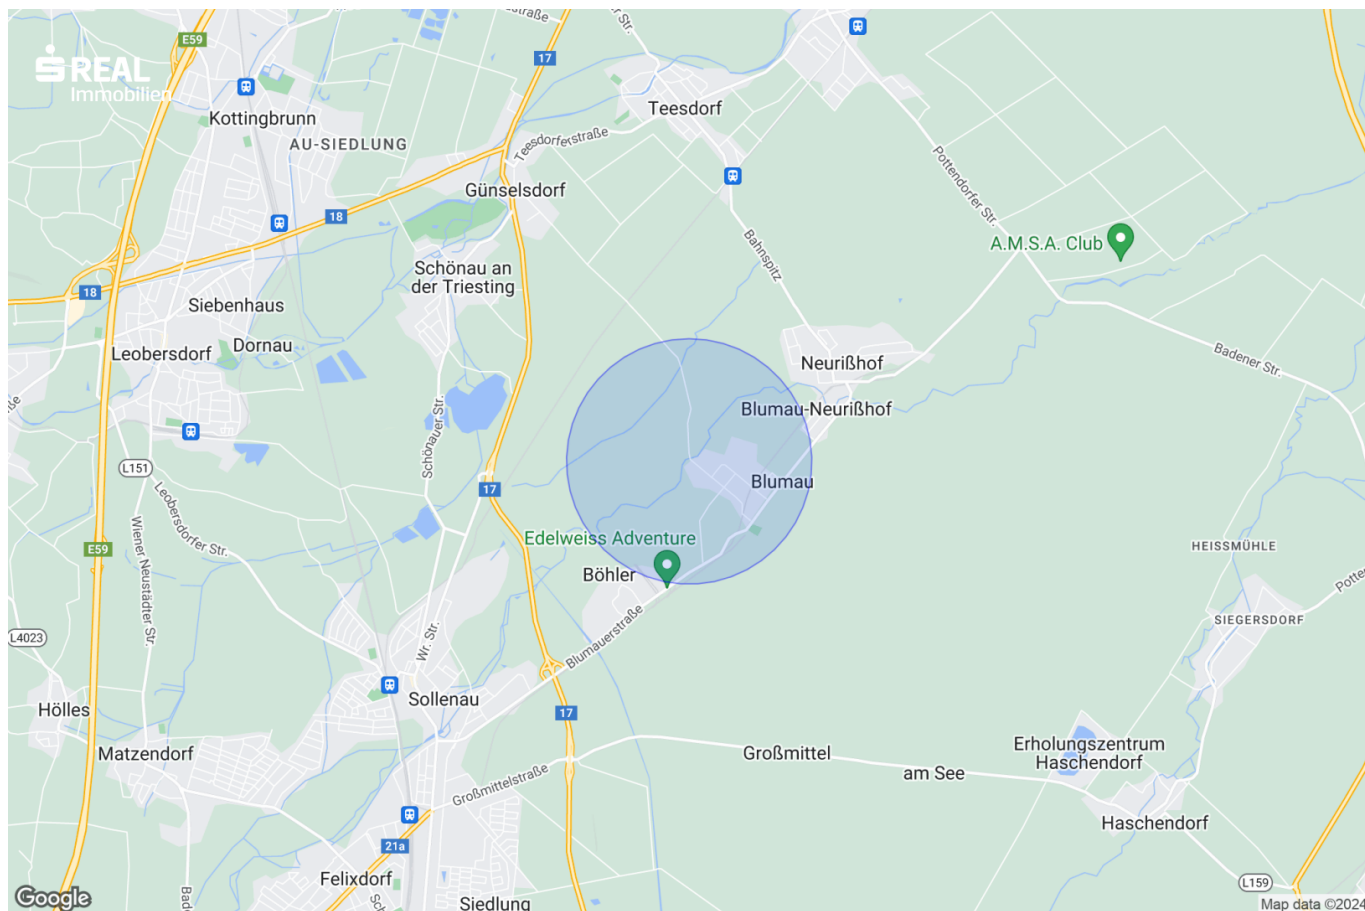 straße
Str.
E59
17
S REAL
Immobilien
Kottingbrunn
AU-SIEDLUNG
Teesdorf
Teesdorferstraße
Günselsdorf
18
Pottendorfer Str.
Bahnspitz
A.M.S.A. Club
Schönau an
der Triesting
18
Siebenhaus
Leobersdorf
Dornau
Neurißhof
Badener Str.
Blumau-Neurißhof
Schönauer Str.
L151
17
Blumau
Leobersdorfer Str.
Wiener Neustädter Str.
E59
Edelweiss Adventure
Böhler
HEISSMÜHLE
Blumauerstraße
SIEGERSDORF
Potte
L4023
Wr. Str.
Sollenau
Hölles
17
Matzendorf
Großmittel
am See
Erholungszentrum
Haschendorf
Großmittelstraße
Haschendorf
21a
Felixdorf
L159
Siedlung
Google
Map data ©2024